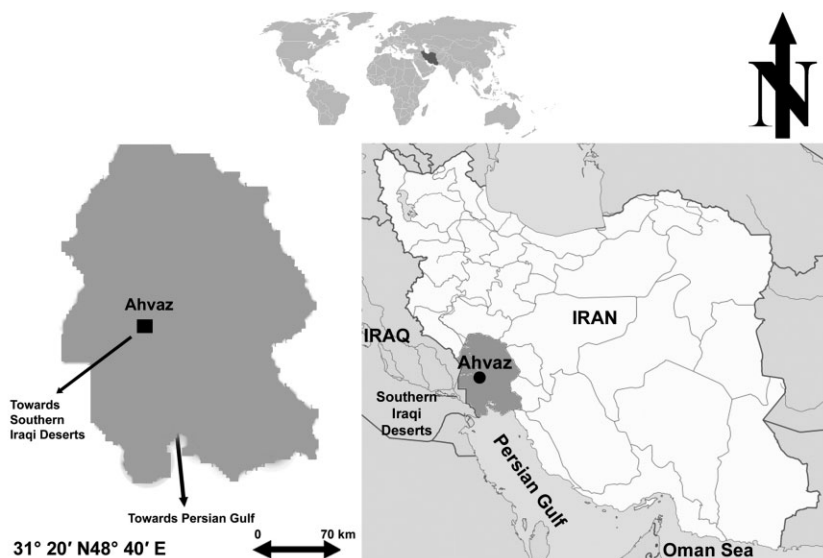 N
Ahvaz
Towards
Southern
Iraqi Deserts
Towards Persian Gulf
31° 20′ N48° 40′ E
0 70 km
IRAN
IRAQ
Ahvaz
Southern
Iraqi
Deserts
Persian Gulf
Oman Sea